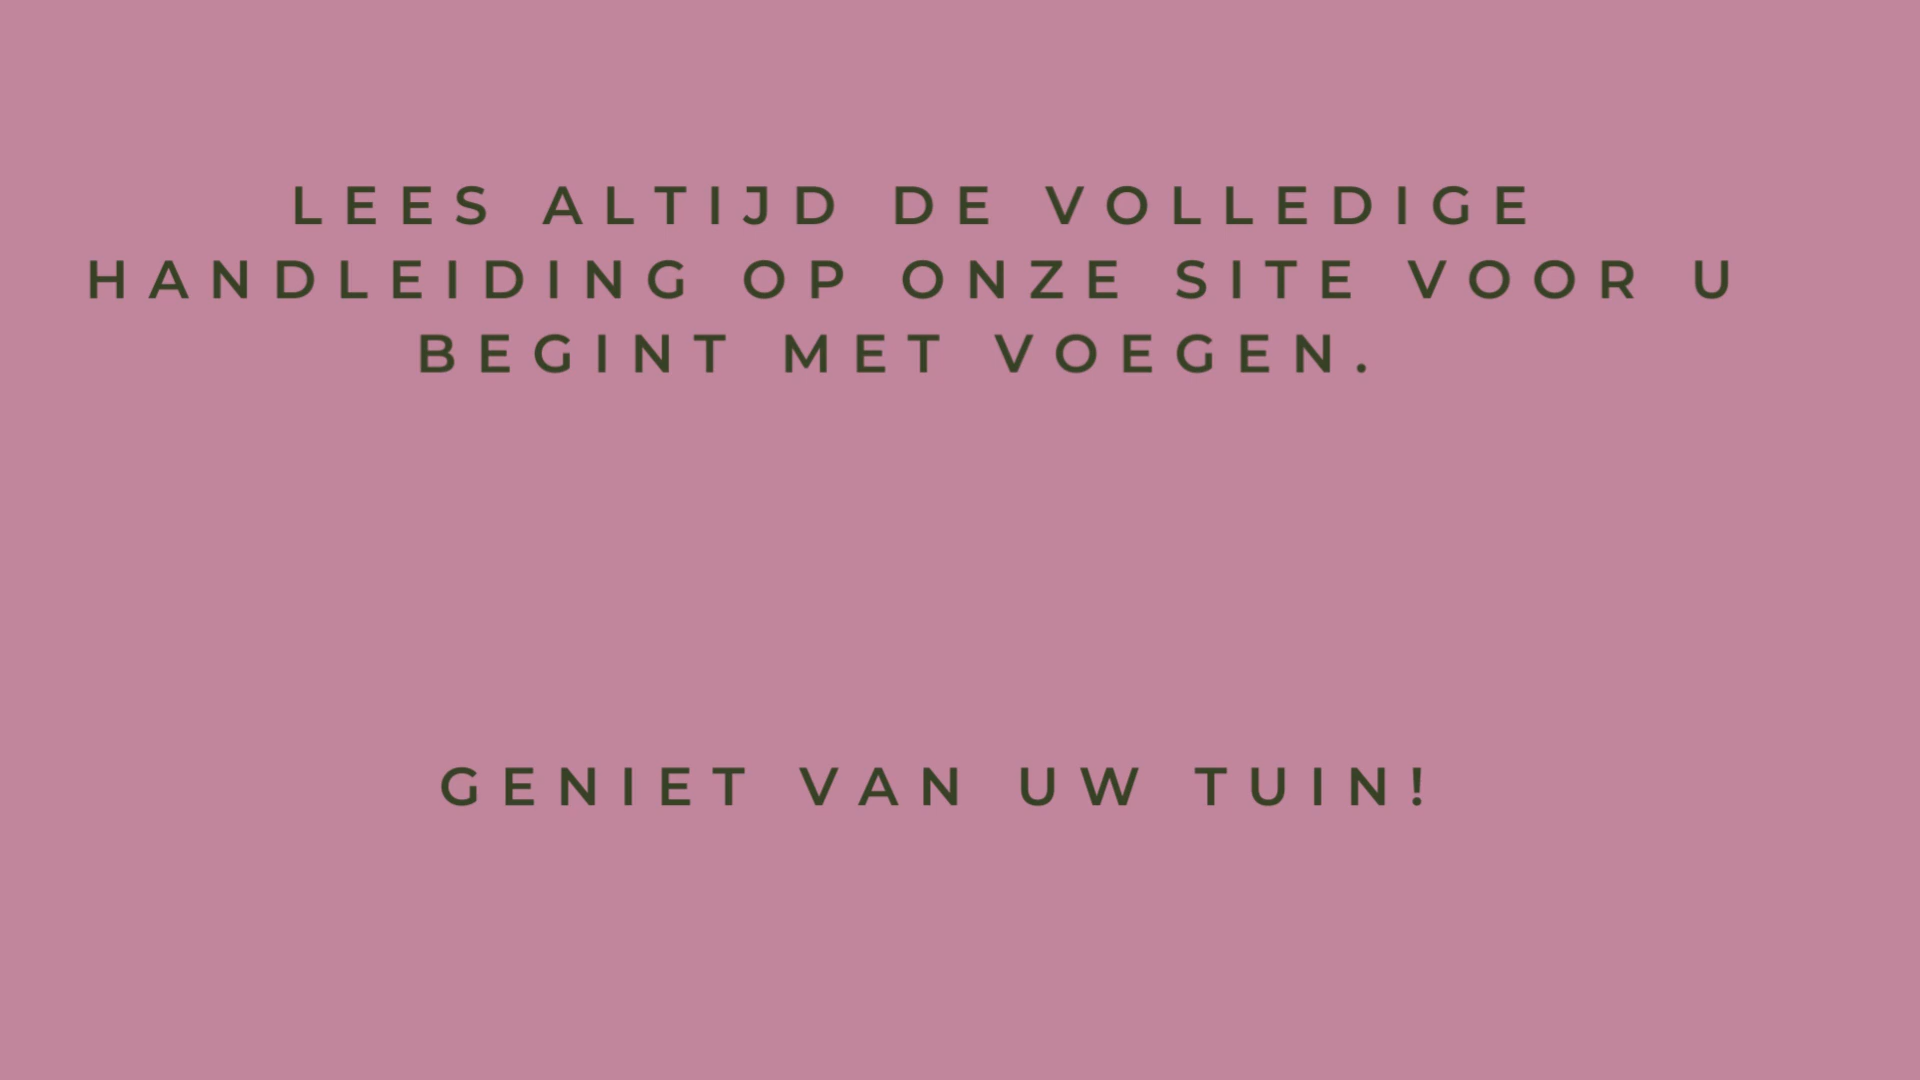 LEES ALTIJD DE VOLLEDIGE
HANDLEIDING OP ONZE SITE VOOR U
BEGINT MET VOEGEN.
GENIET VAN UW TUIN!